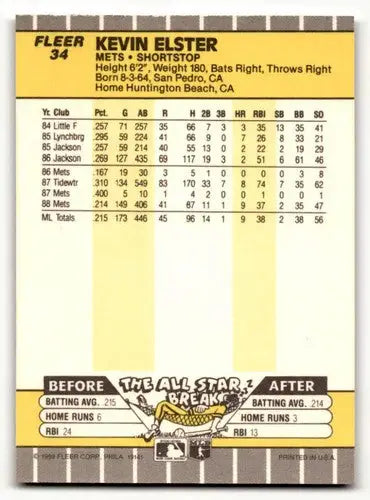 FLEER
34
KEVIN ELSTER
METS • SHORTSTOP
Height 6'2", Weight 180, Bats Right, Throws Right
Born 8-3-64, San Pedro, CA
Home Huntington Beach, CA
Yr. Club Pct. G AB R H 2B 3B HR RBI SB BB SO
84 Little F .257 71 257 35 66 7 3 3 35 13 35 41
85 Lynchbrg .295 59 224 41 66 9 0 7 26 8 33 21
85 Jackson .257 59 214 40 55 13 0 2 22 2 19 29
86 Jackson .269 127 435 69 117 19 3 2 51 6 61 46
86 Mets .167 19 30 3 5 1 0 0 0 0 3 8
87 Tidewtr .310 134 549 83 170 33 7 8 74 7 35 62
87 Mets .400 5 10 1 4 2 0 0 1 0 0 1
88 Mets .214 149 406 41 87 11 1 9 37 2 35 47
ML Totals .215 173 446 45 96 14 1 9 38 2 38 56
BEFORE THE ALL STAR BREAK AFTER
BATTING AVG. .215
HOME RUNS 6
RBI 24
BATTING AVG. .214
HOME RUNS 3
RBI 13
© 1989 FLEER CORP., PHILA. 19141 PRINTED IN U.S.A.